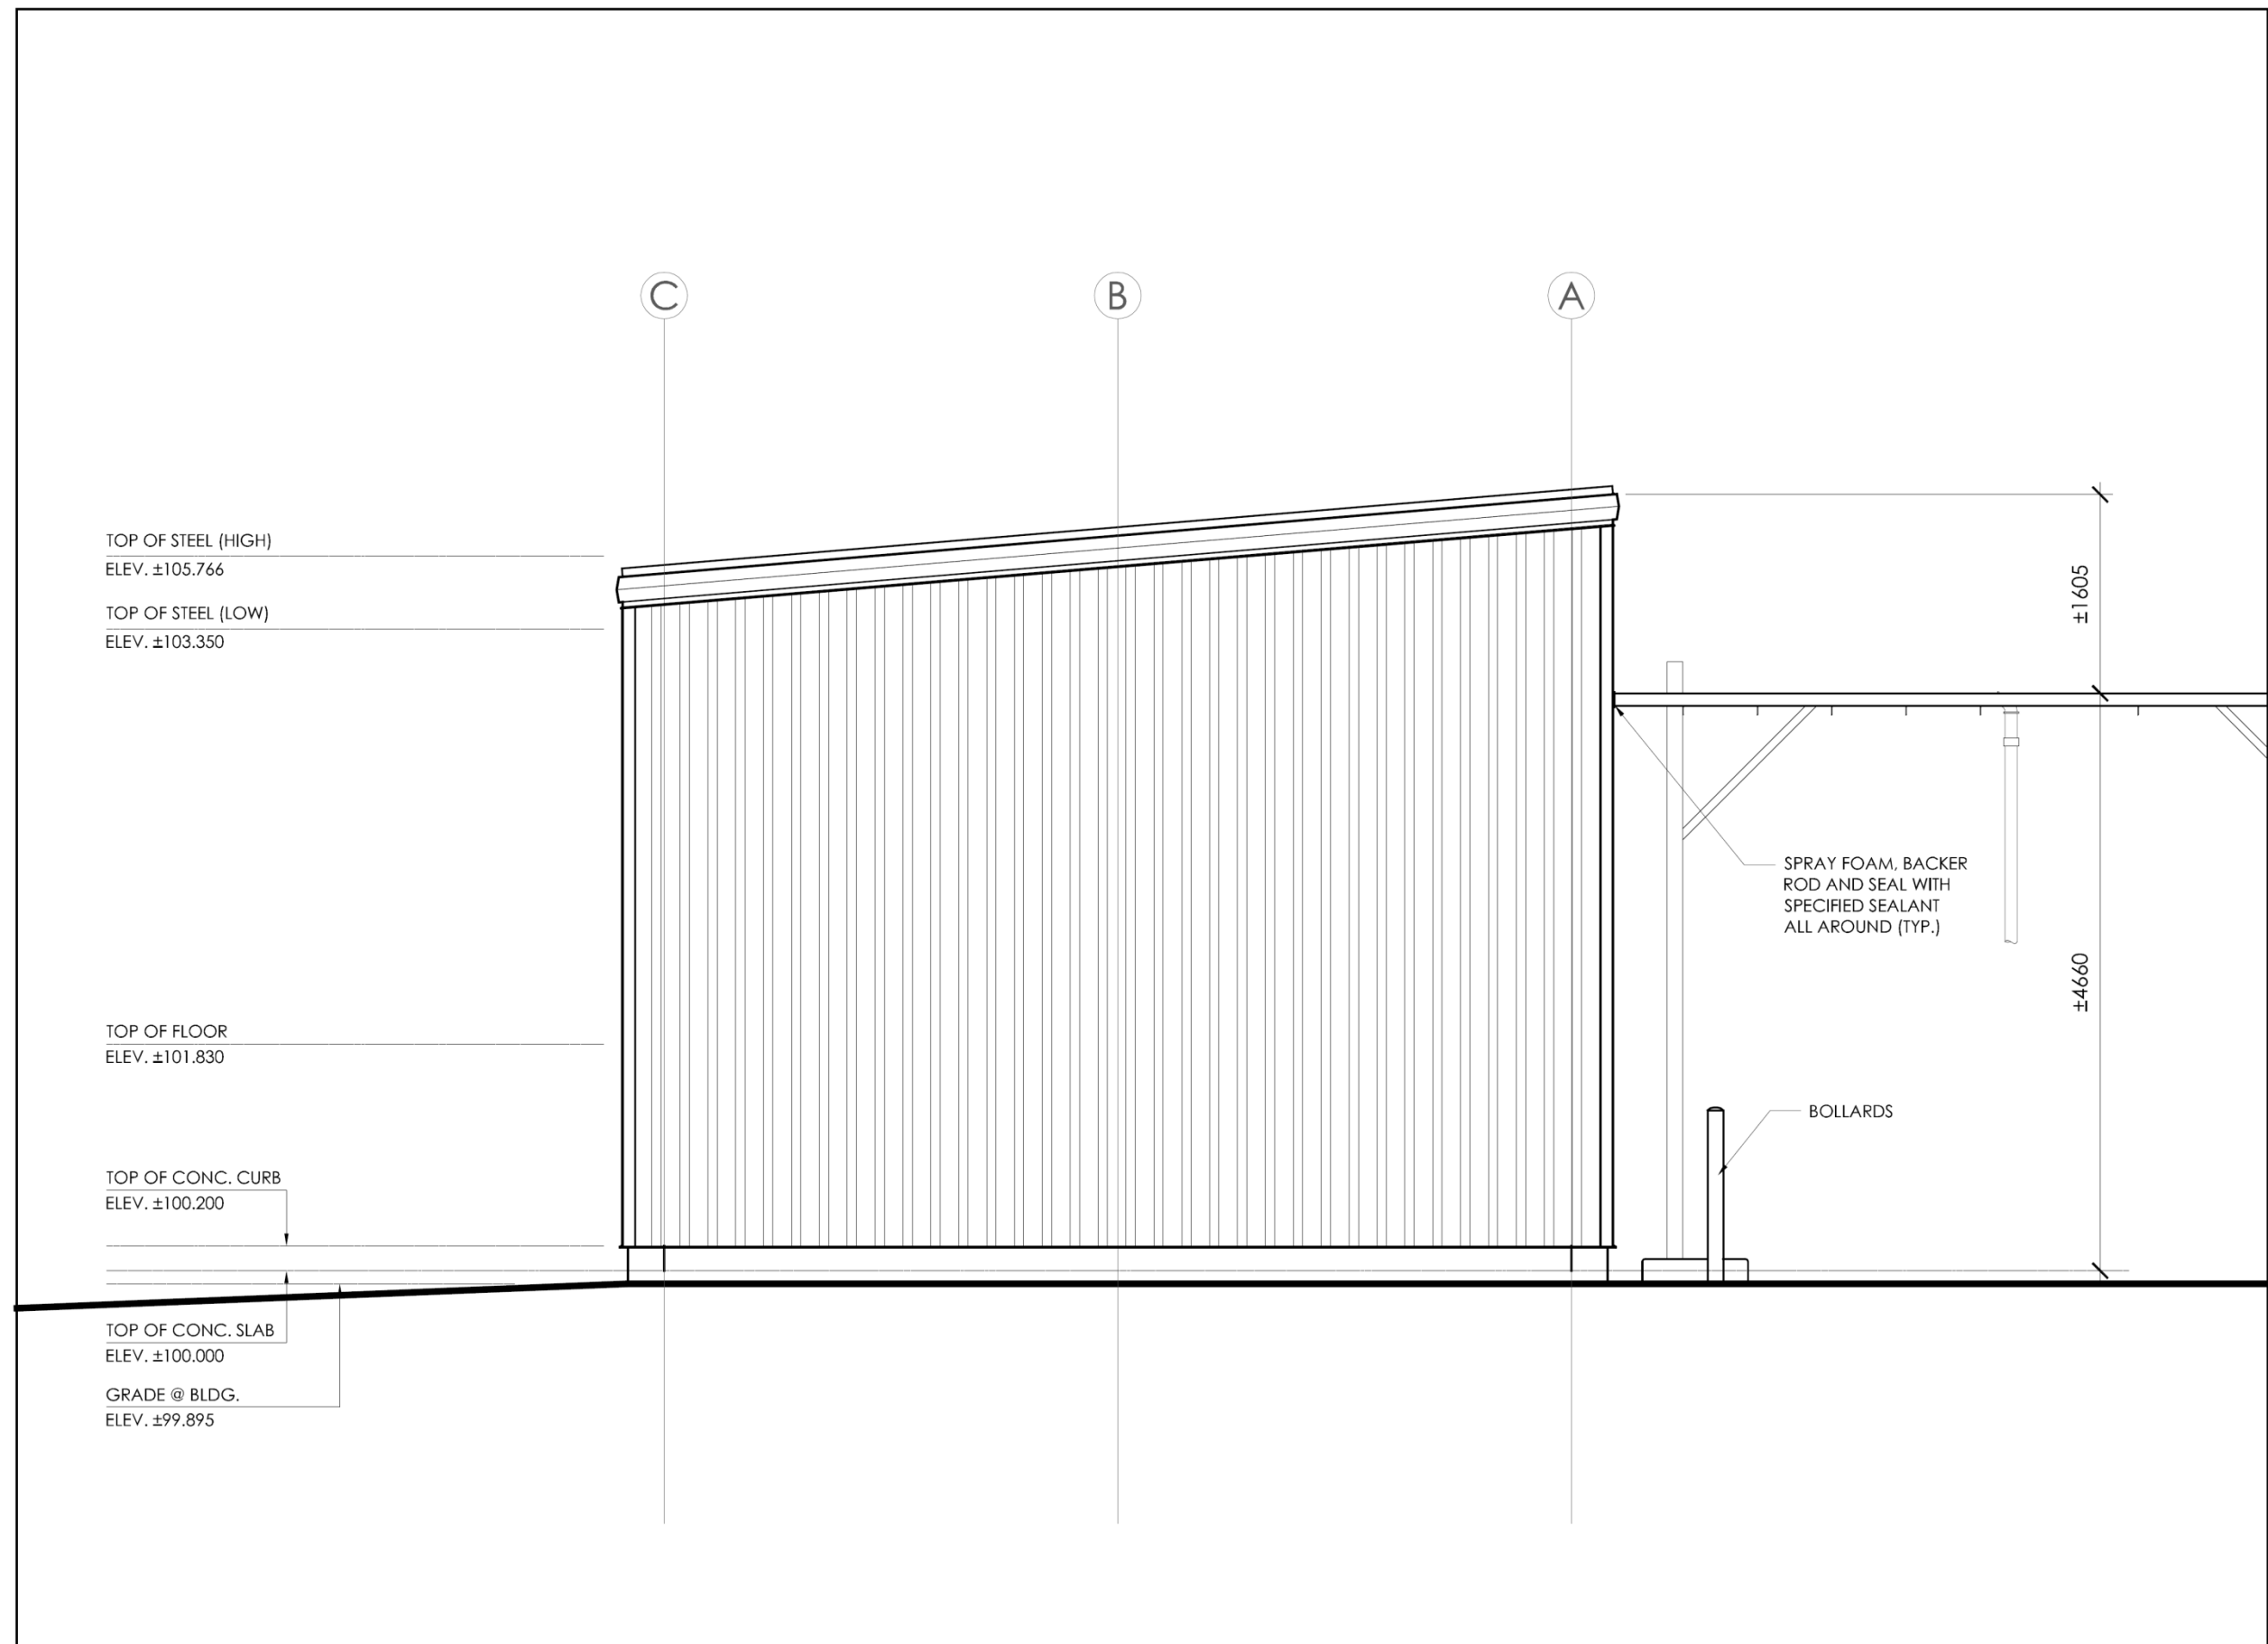 C
B
A
TOP OF STEEL (HIGH)
ELEV. ±105.766
TOP OF STEEL (LOW)
ELEV. ±103.350
±1605
SPRAY FOAM, BACKER
ROD AND SEAL WITH
SPECIFIED SEALANT
ALL AROUND (TYP.)
±4660
TOP OF FLOOR
ELEV. ±101.830
BOLLARDS
TOP OF CONC. CURB
ELEV. ±100.200
TOP OF CONC. SLAB
ELEV. ±100.000
GRADE @ BLDG.
ELEV. ±99.895